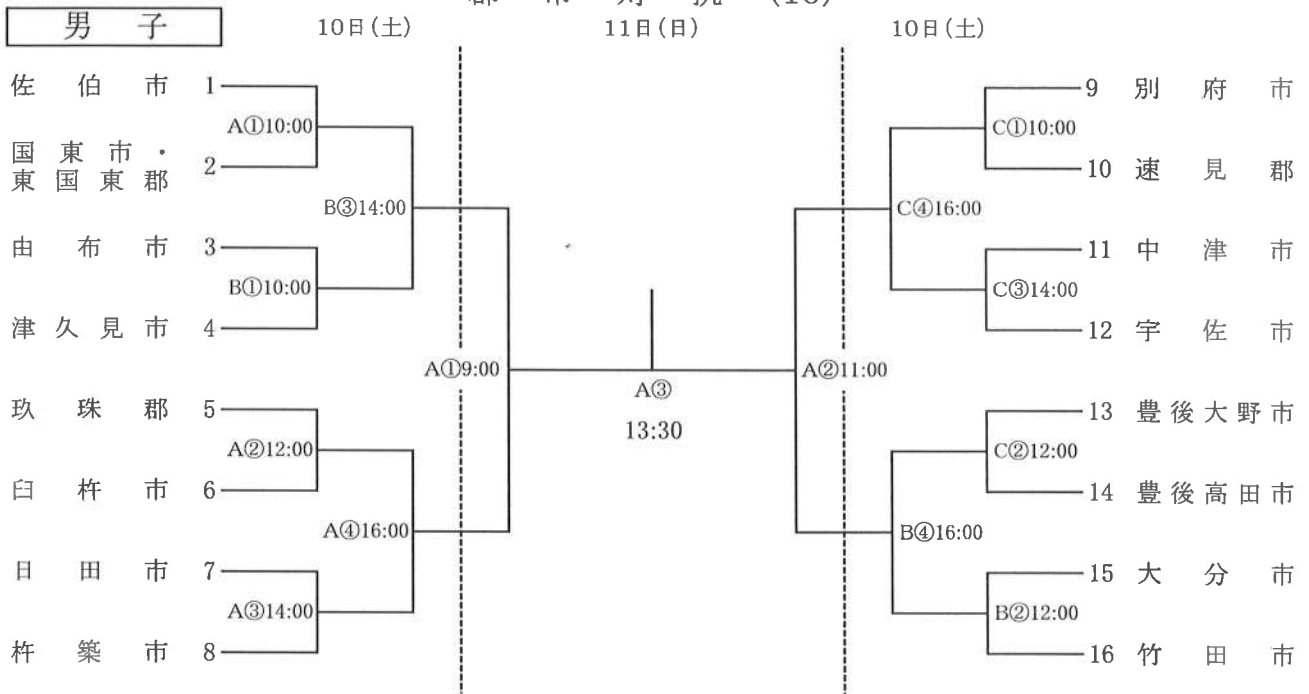 郡市対抗(16)
男子
10日(土)
11日(日)
10日(土)
佐伯市 1
A①10:00
国東市・
東国東郡 2
B③14:00
由布市 3
B①10:00
津久見市 4
A①9:00
玖珠郡 5
A②12:00
臼杵市 6
A④16:00
日田市 7
A③14:00
杵築市 8
A③
13:30
9 別府市
C①10:00
10 速見郡
C④16:00
11 中津市
C③14:00
12 宇佐市
A②11:00
13 豊後大野市
C②12:00
14 豊後高田市
B④16:00
15 大分市
B②12:00
16 竹田市